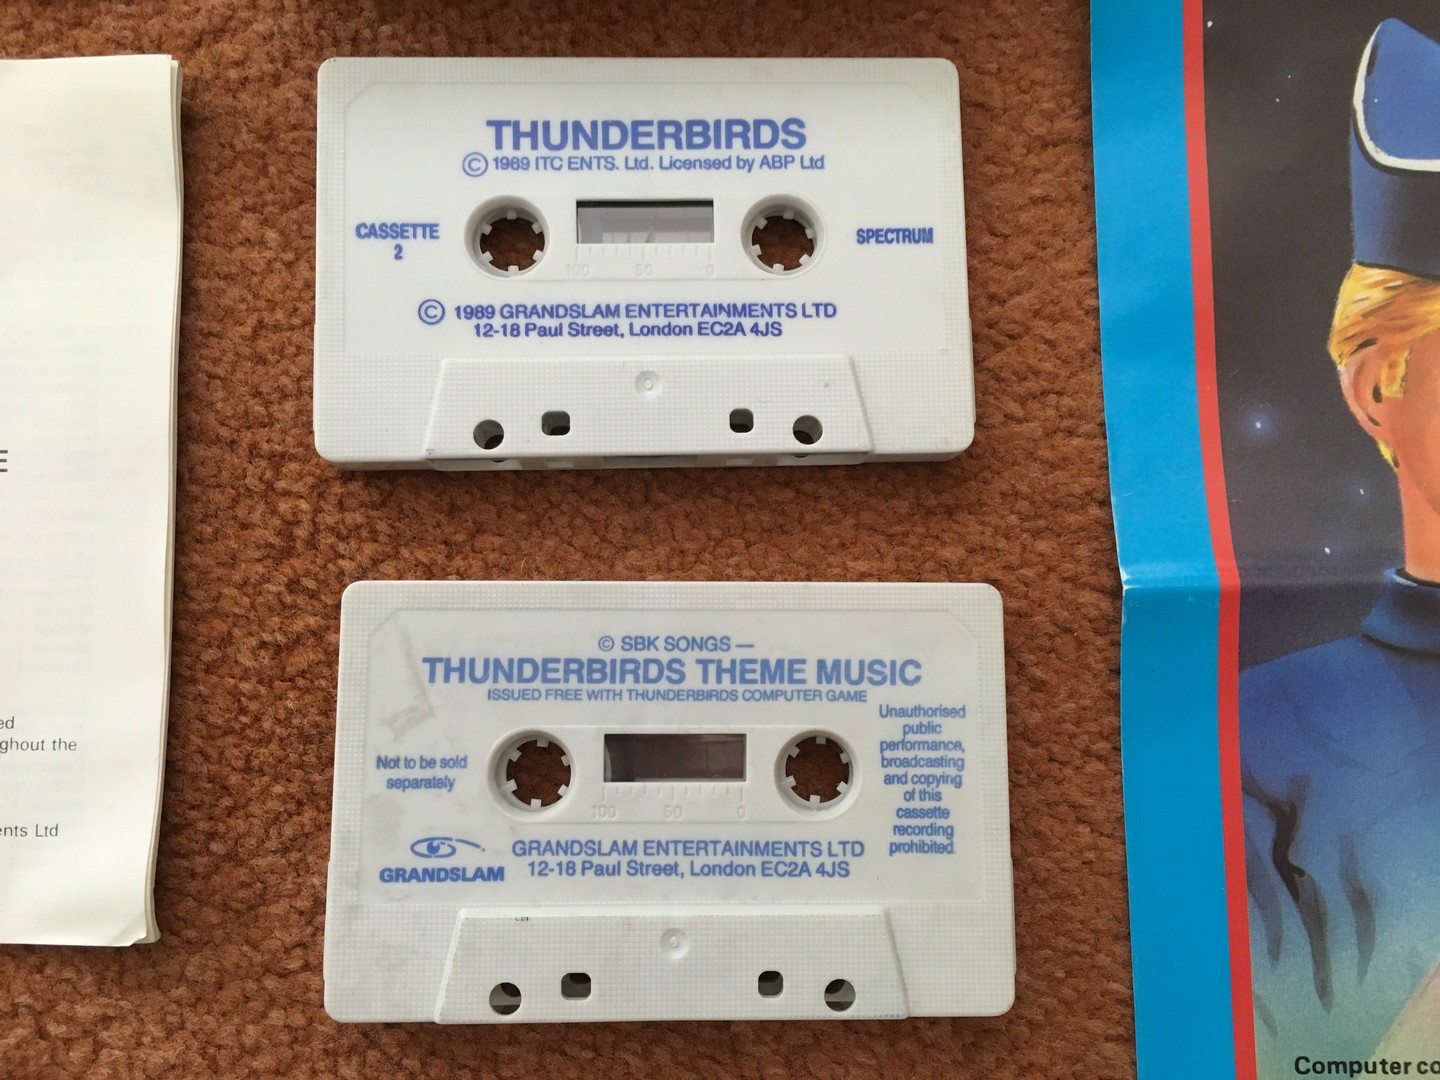 THUNDERBIRDS
© 1989 ITC ENTS. Ltd. Licensed by ABP Ltd
CASSETTE
2
SPECTRUM
100 50 0
© 1989 GRANDSLAM ENTERTAINMENTS LTD
12-18 Paul Street, London EC2A 4JS
© SBK SONGS —
THUNDERBIRDS THEME MUSIC
ISSUED FREE WITH THUNDERBIRDS COMPUTER GAME
Not to be sold
separately
Unauthorised
public
performance,
broadcasting
and copying
of this
cassette
recording
prohibited.
100 50 0
GRANDSLAM
GRANDSLAM ENTERTAINMENTS LTD
12-18 Paul Street, London EC2A 4JS
E
ed
ghout the
ents Ltd
Computer co